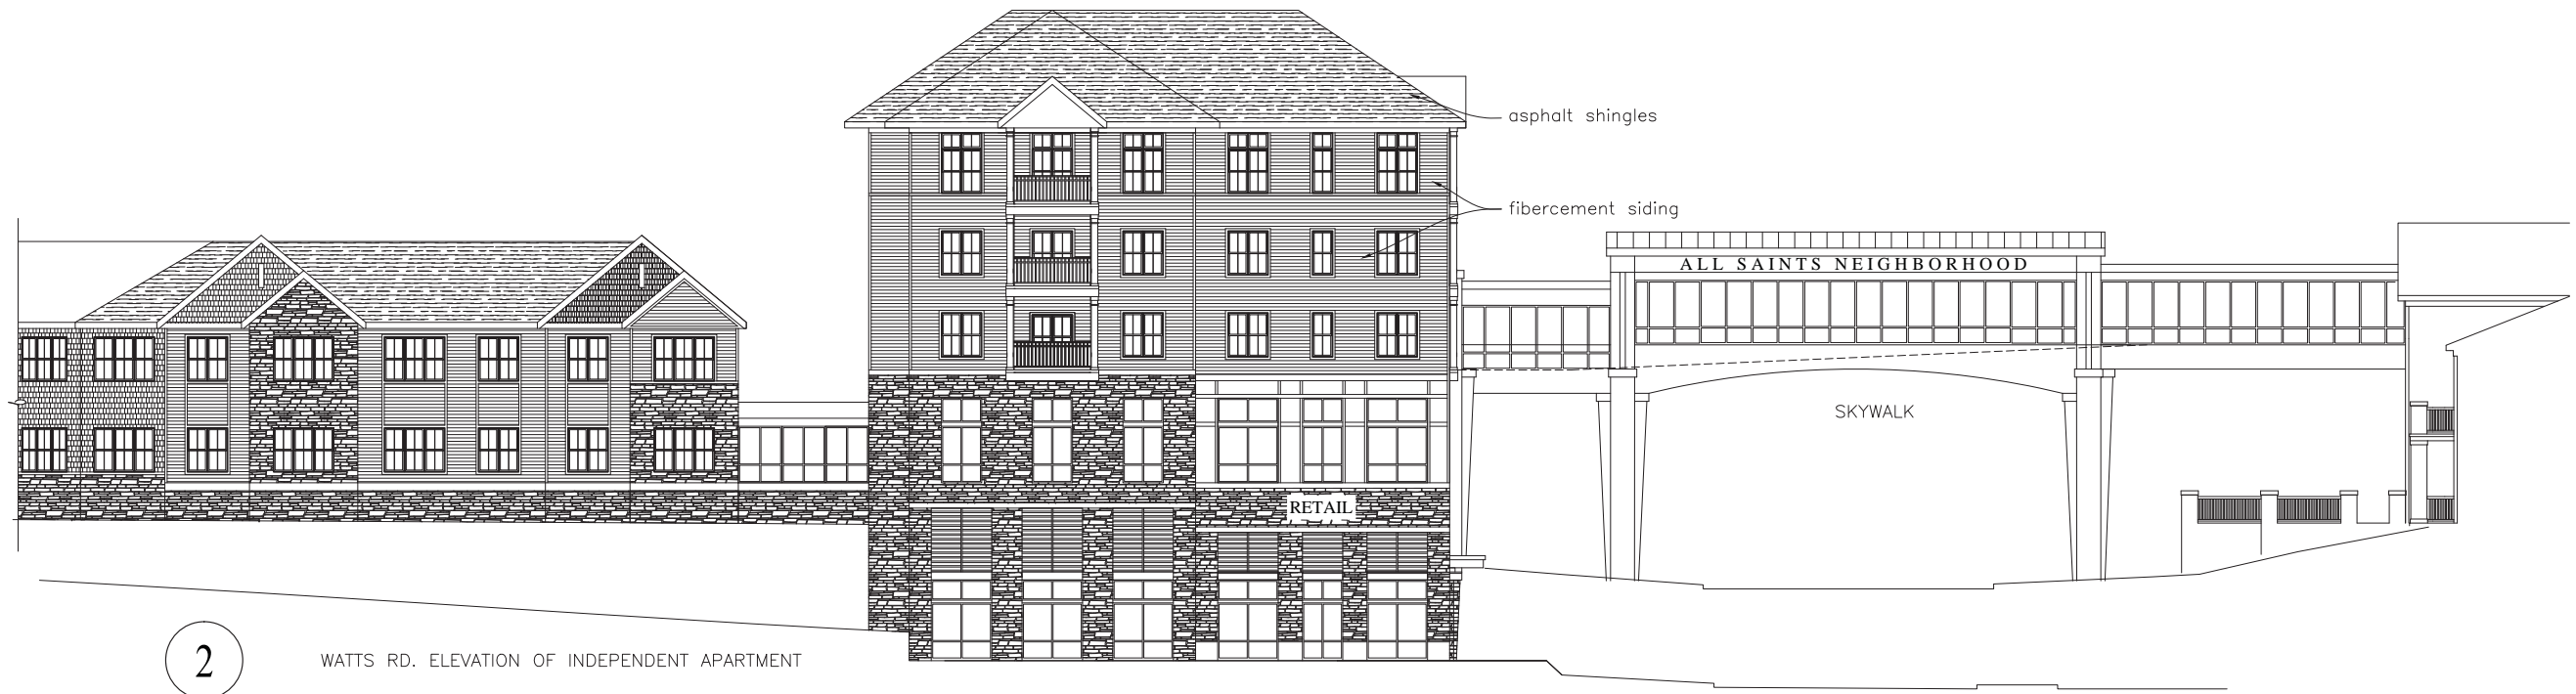 asphalt shingles
fibercement siding
ALL SAINTS NEIGHBORHOOD
SKYWALK
RETAIL
2
WATTS RD. ELEVATION OF INDEPENDENT APARTMENT